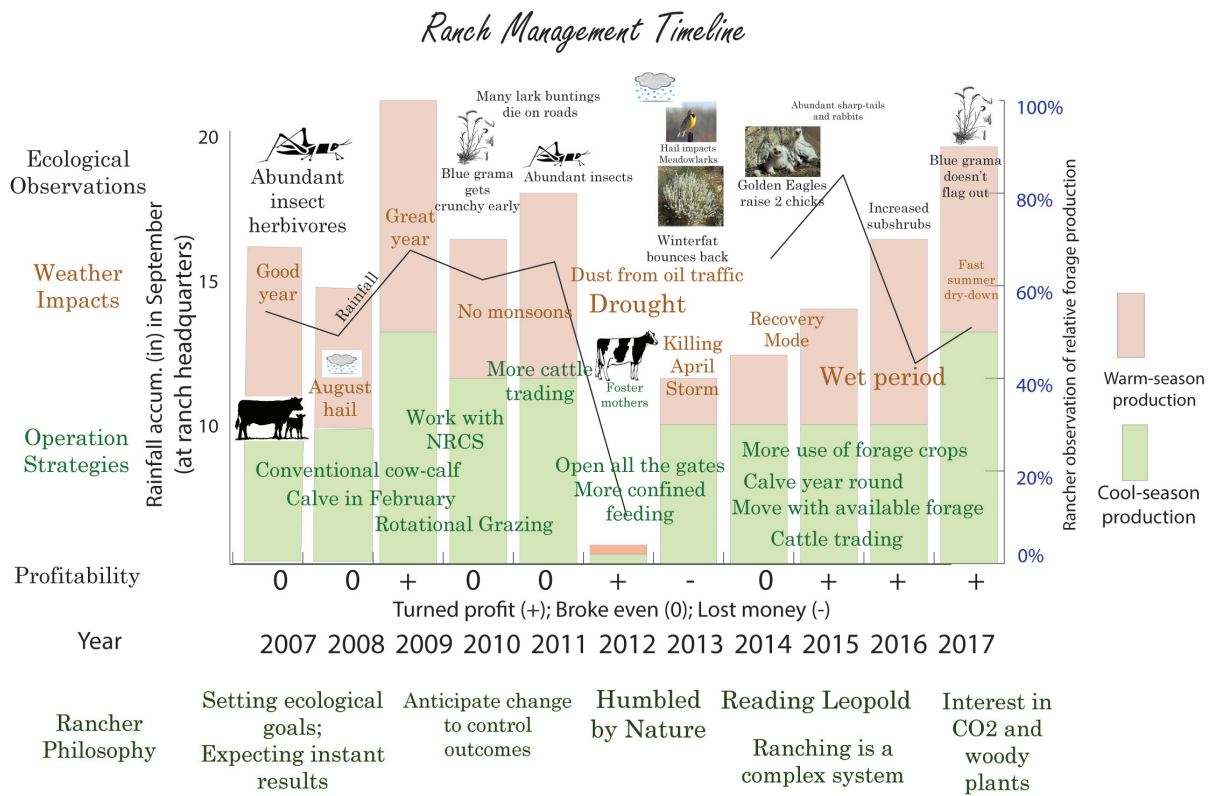 Ranch Management Timeline
Ecological
Observations
Weather
Impacts
Operation
Strategies
Rainfall accum. (in) in September
(at ranch headquarters)
20
15
10
Abundant
insect
herbivores
Many lark buntings
die on roads
Blue grama
gets
crunchy early
Abundant insects
Hail impacts
Meadowlarks
Winterfat
bounces back
Abundant sharp-tails
and rabbits
Golden Eagles
raise 2 chicks
Increased
subshrubs
Blue grama
doesn't
flag out
Good
year
Rainfall
August
hail
Great
year
No monsoons
Dust from oil traffic
Drought
Killing
April
Storm
Recovery
Mode
Wet period
Fast
summer
dry-down
More cattle
trading
Foster
mothers
Work with
NRCS
Conventional cow-calf
Calve in February
Rotational Grazing
Open all the gates
More confined
feeding
More use of forage crops
Calve year round
Move with available forage
Cattle trading
100%
80%
60%
40%
20%
0%
Rancher observation of relative forage production
Warm-season
production
Cool-season
production
Profitability
0 0 + 0 0 + - 0 + + +
Turned profit (+); Broke even (0); Lost money (-)
Year
2007 2008 2009 2010 2011 2012 2013 2014 2015 2016 2017
Rancher
Philosophy
Setting ecological
goals;
Expecting instant
results
Anticipate change
to control
outcomes
Humbled
by Nature
Reading Leopold
Ranching is a
complex system
Interest in
CO2 and
woody
plants